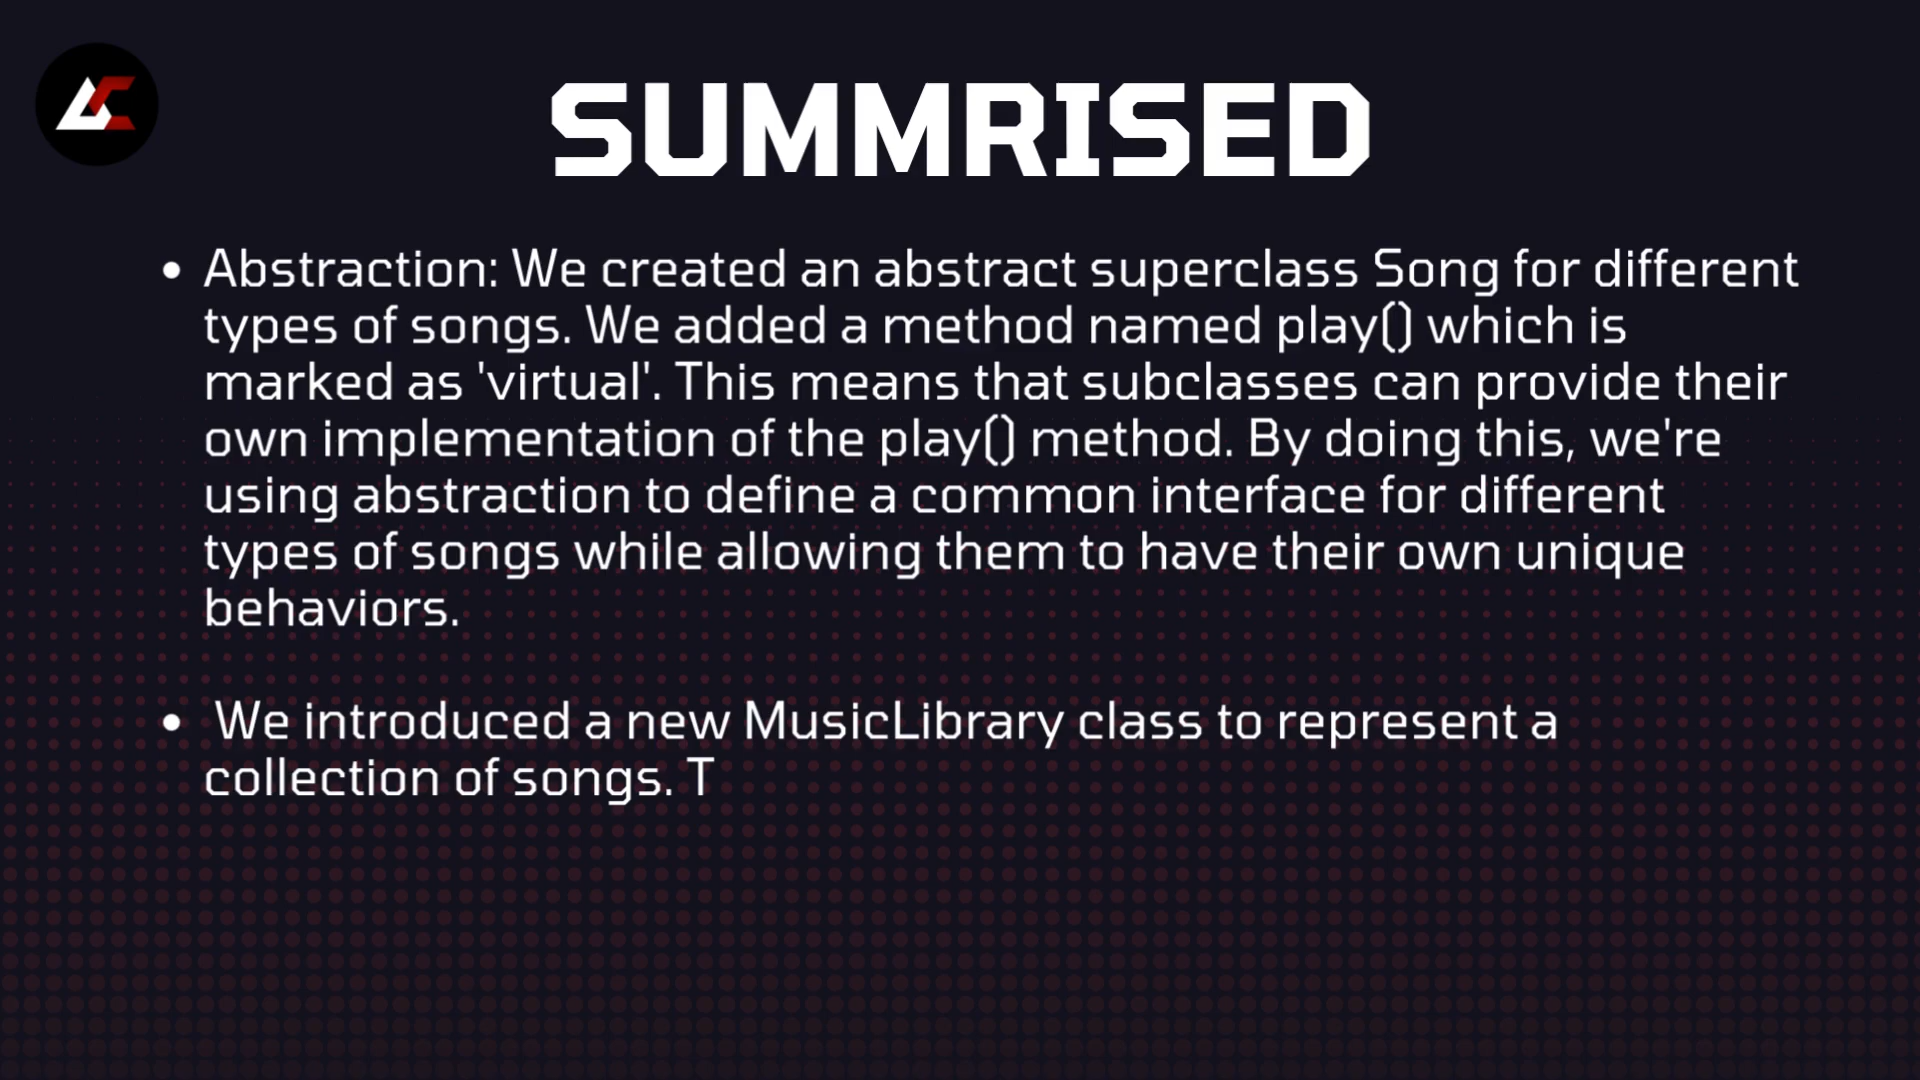 SUMMRISED
• Abstraction: We created an abstract superclass Song for different
types of songs. We added a method named play() which is
marked as 'virtual'. This means that subclasses can provide their
own implementation of the play() method. By doing this, we're
using abstraction to define a common interface for different
types of songs while allowing them to have their own unique
behaviors.
• We introduced a new MusicLibrary class to represent a
collection of songs. T